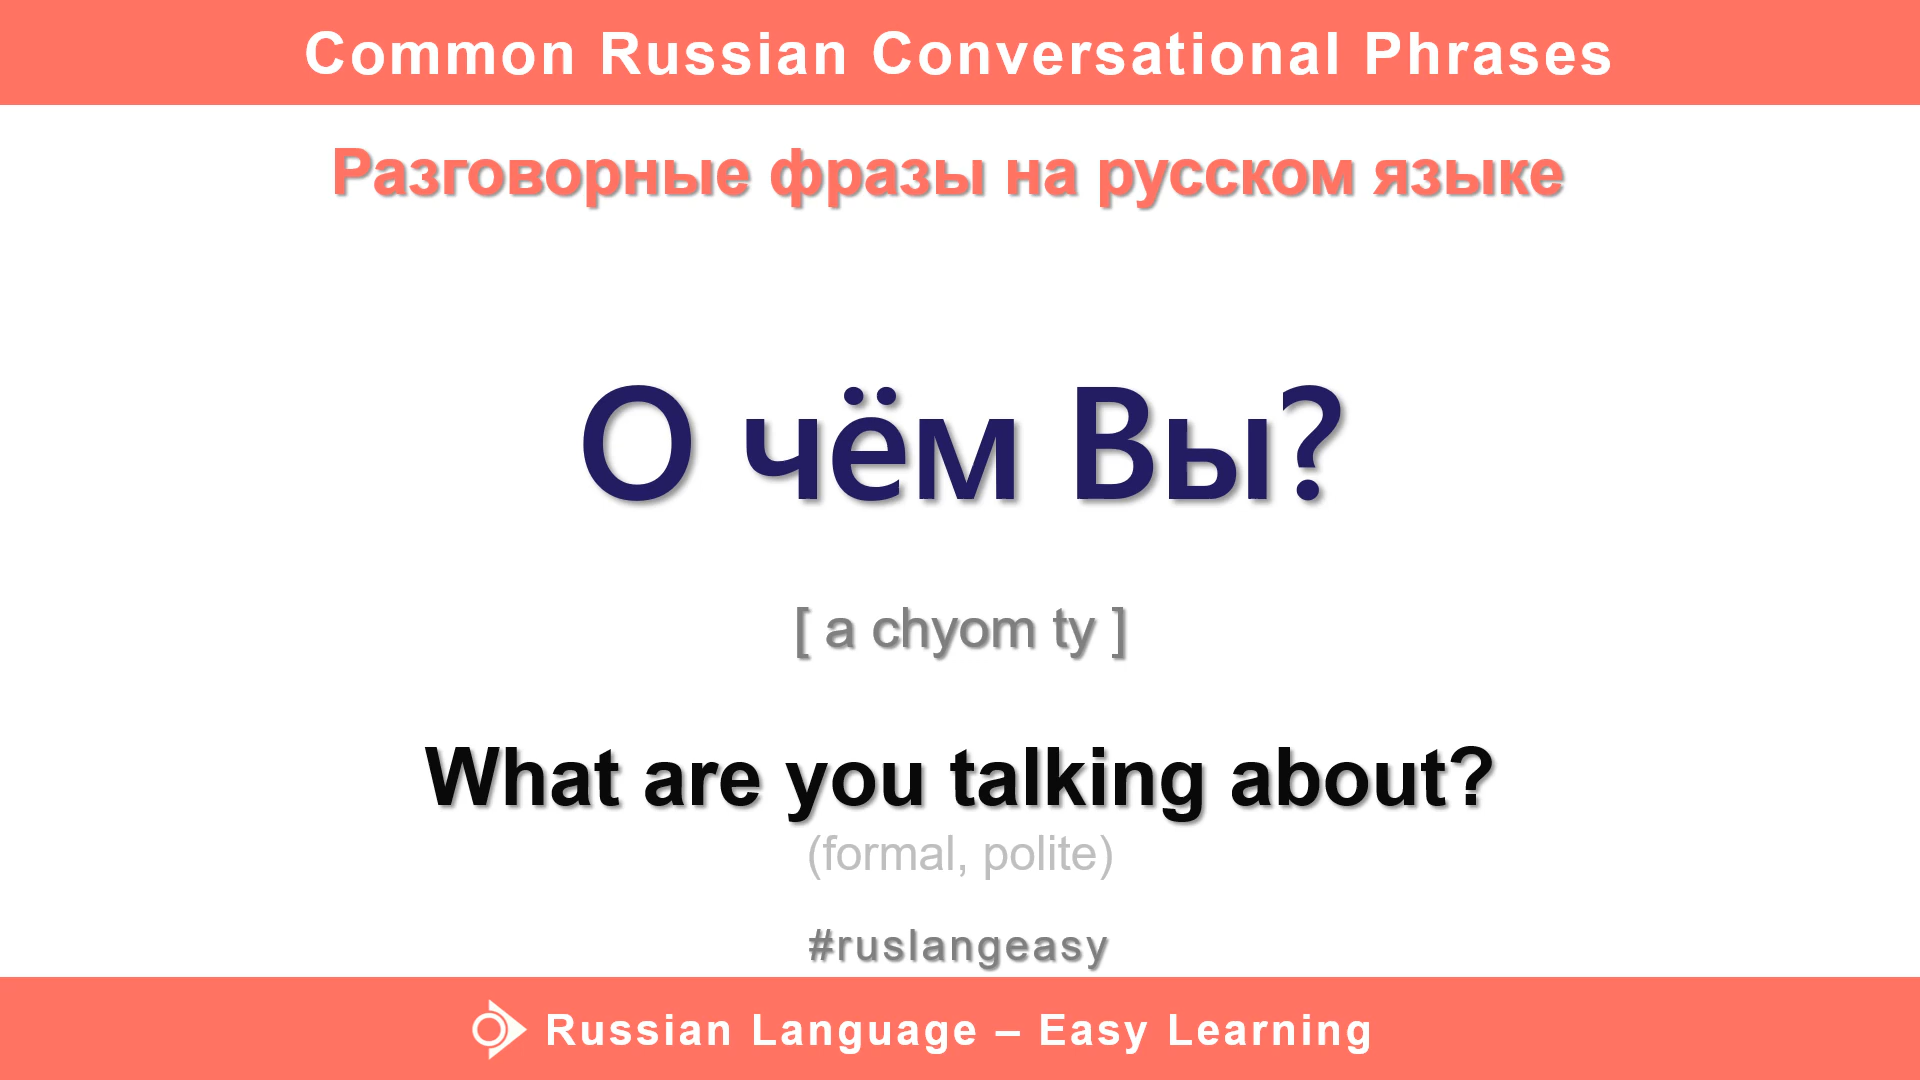 Common Russian Conversational Phrases
Разговорные фразы на русском языке
О чём Вы?
[ a chyom ty ]
What are you talking about?
(formal, polite)
#ruslangeasy
Russian Language – Easy Learning